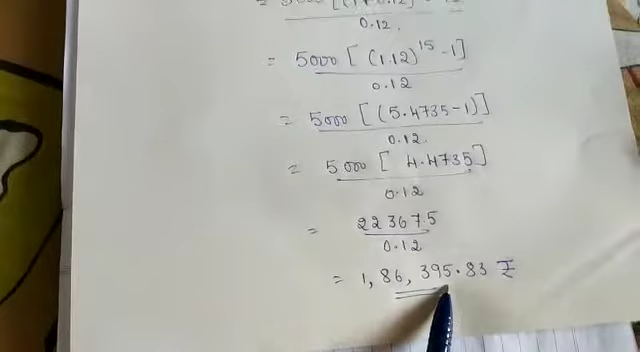 0.12.
= 5000 [ (1.12)¹⁵ -1]
0.12
= 5000 [ (5.4735-1) ]
0.12.
= 5000 [ 4.4735 ]
0.12
= 22367.5
0.12
= 1,86,395.83 ₹